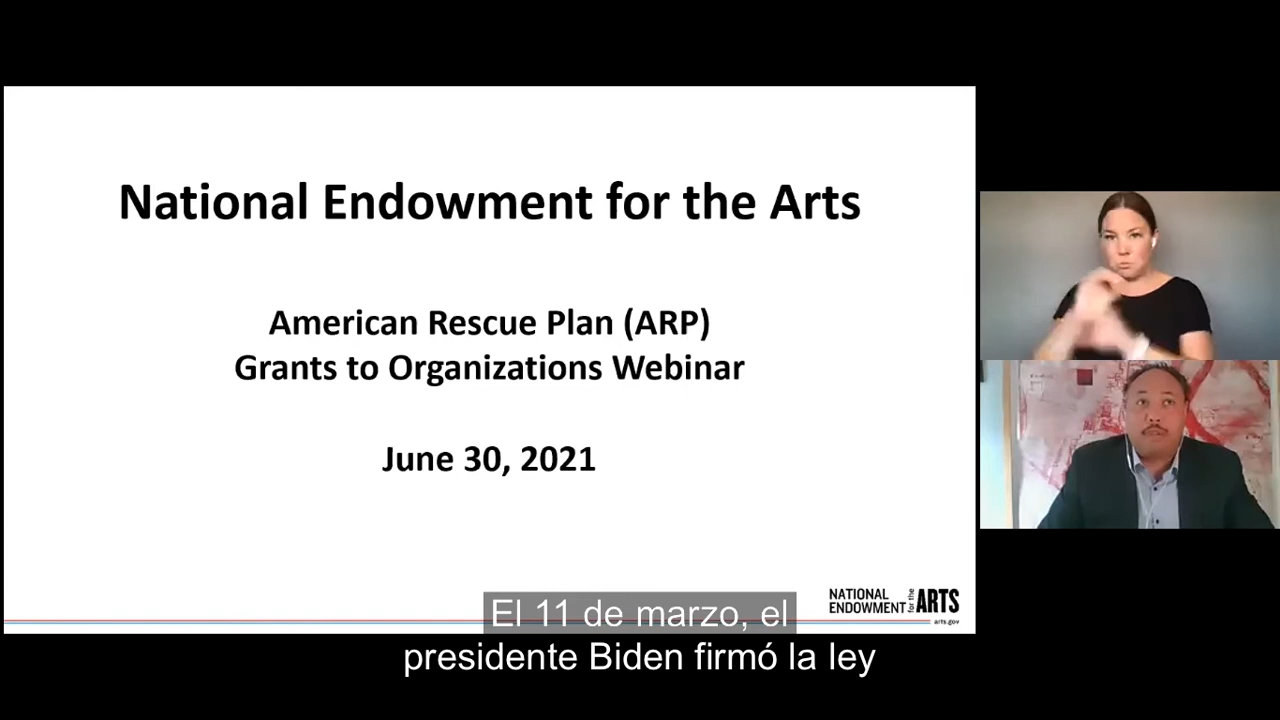 National Endowment for the Arts
American Rescue Plan (ARP)
Grants to Organizations Webinar
June 30, 2021
NATIONAL
ENDOWMENT for the ARTS
arts.gov
El 11 de marzo, el
presidente Biden firmó la ley